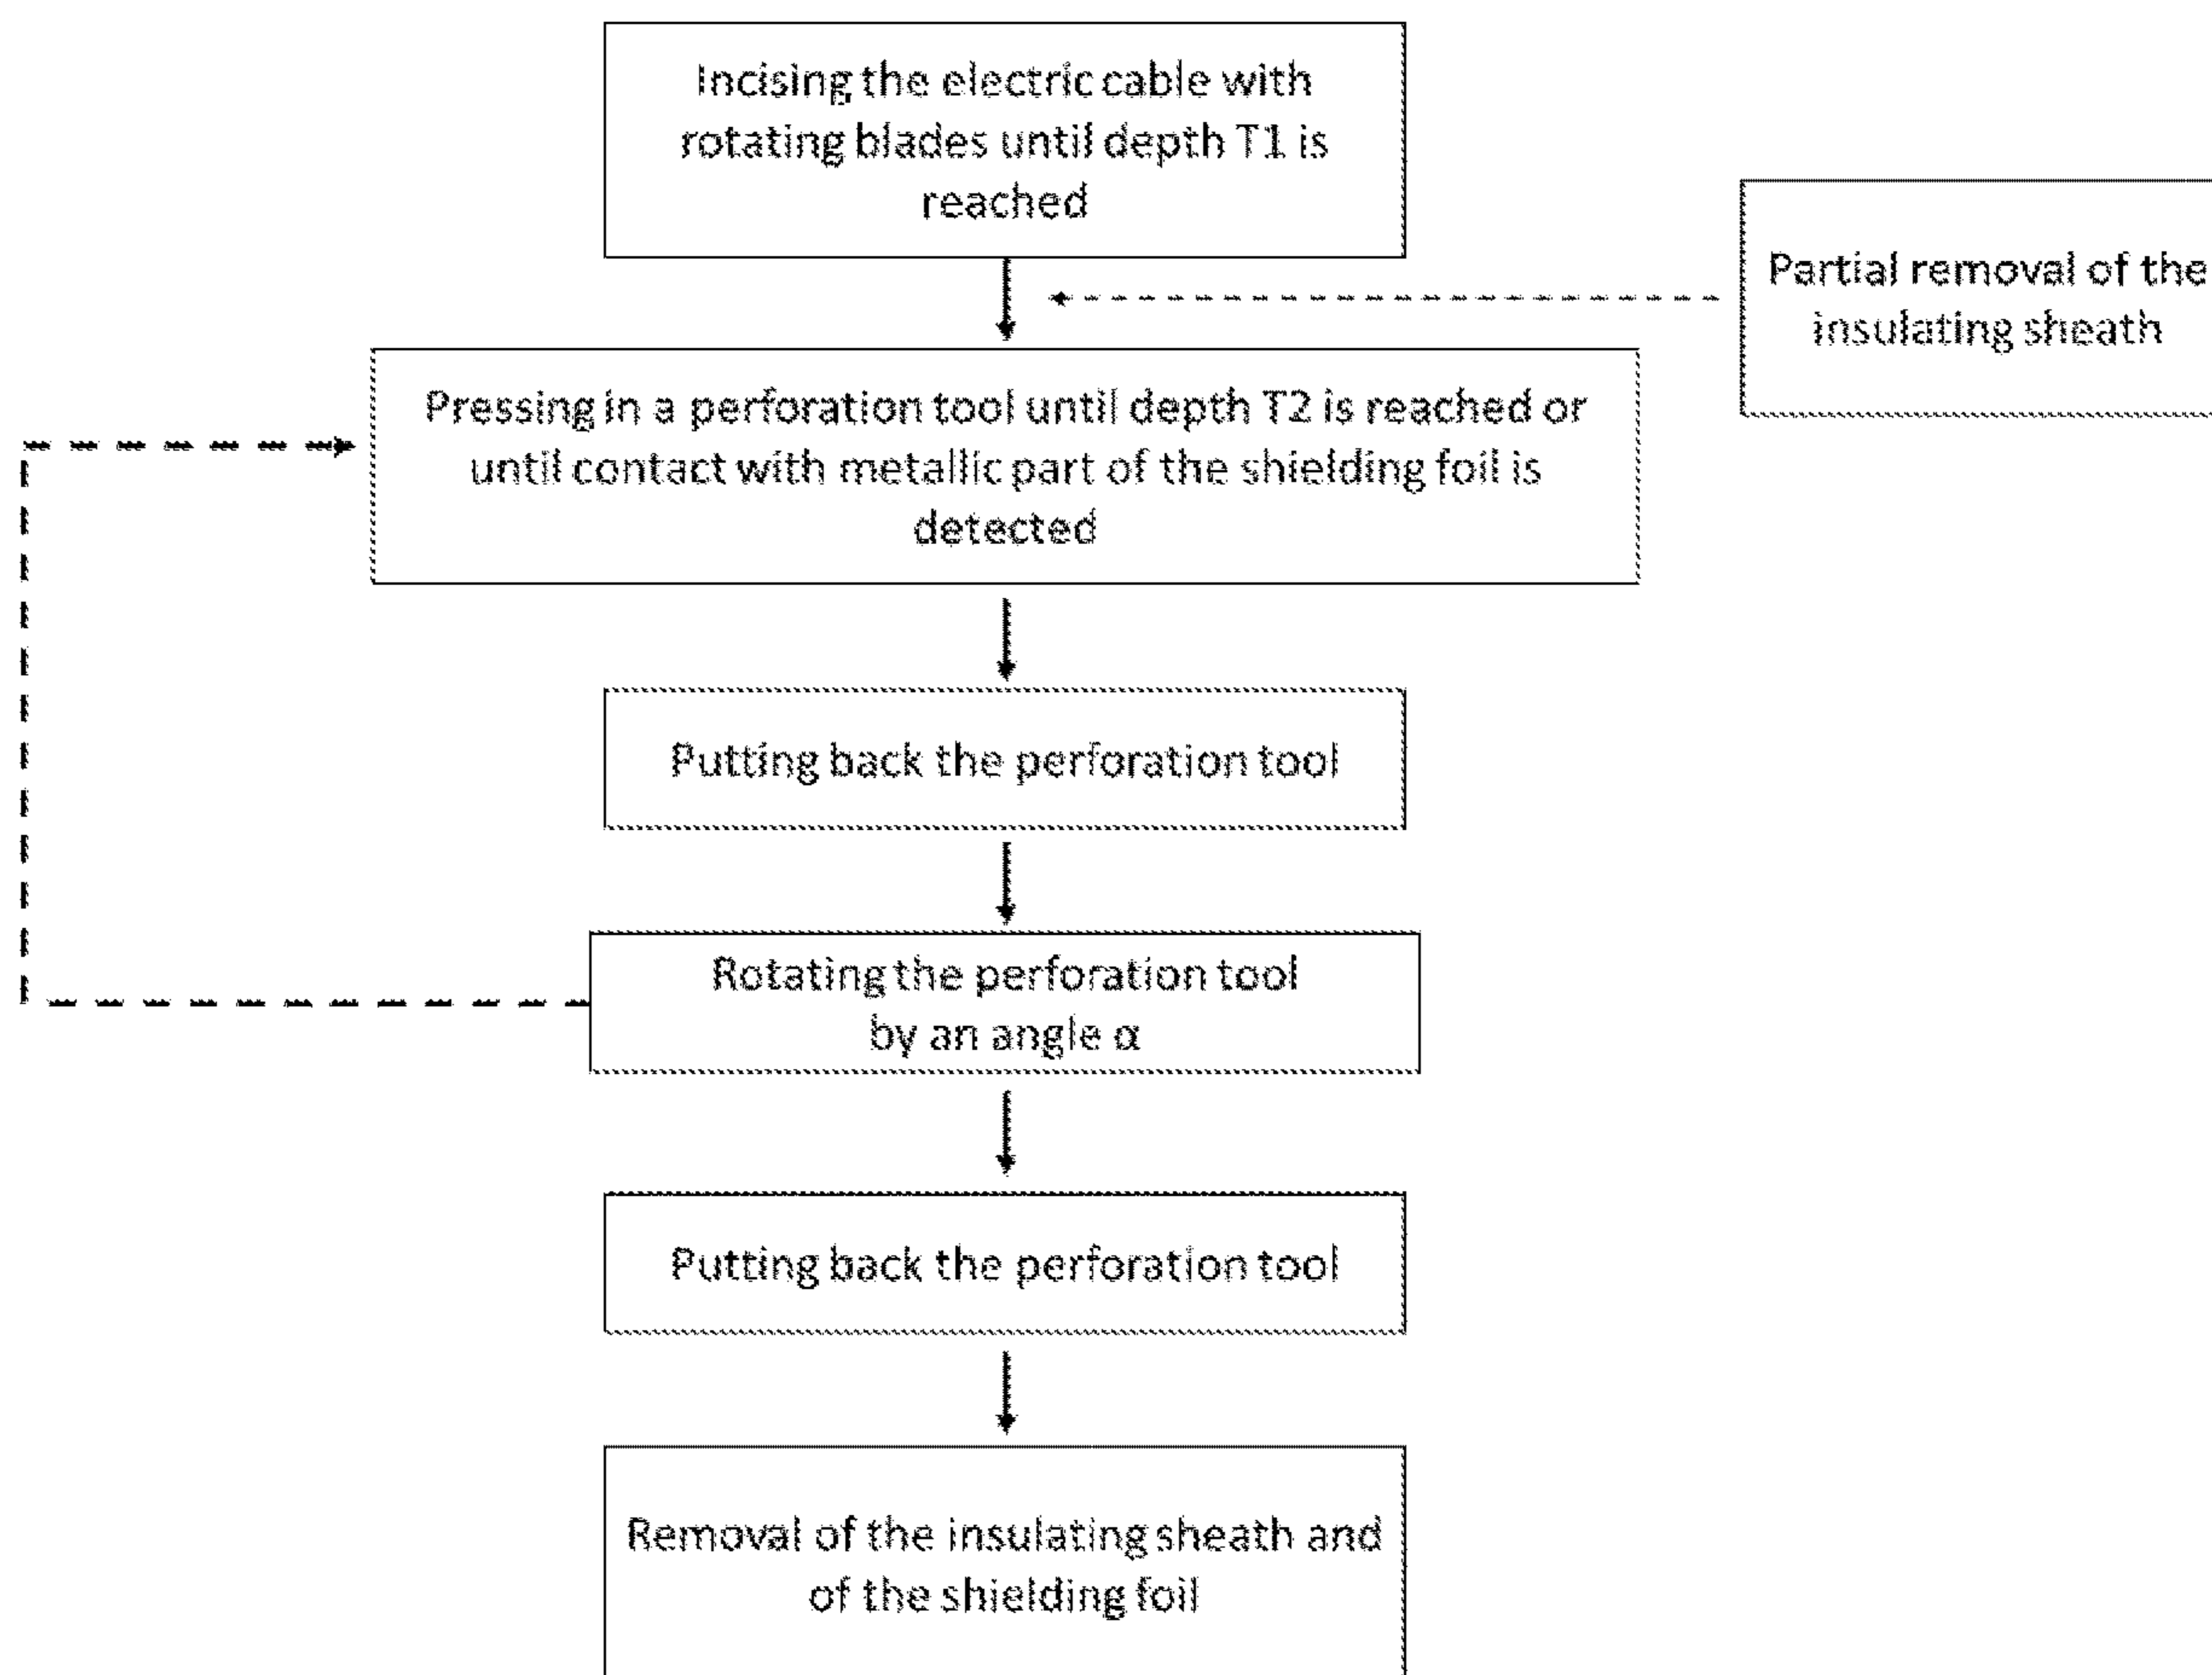 Incising the electric cable with
rotating blades until depth T1 is
reached
Partial removal of the
insulating sheath
Pressing in a perforation tool until depth T2 is reached or
until contact with metallic part of the shielding foil is
detected
Putting back the perforation tool
Rotating the perforation tool
by an angle α
Putting back the perforation tool
Removal of the insulating sheath and
of the shielding foil